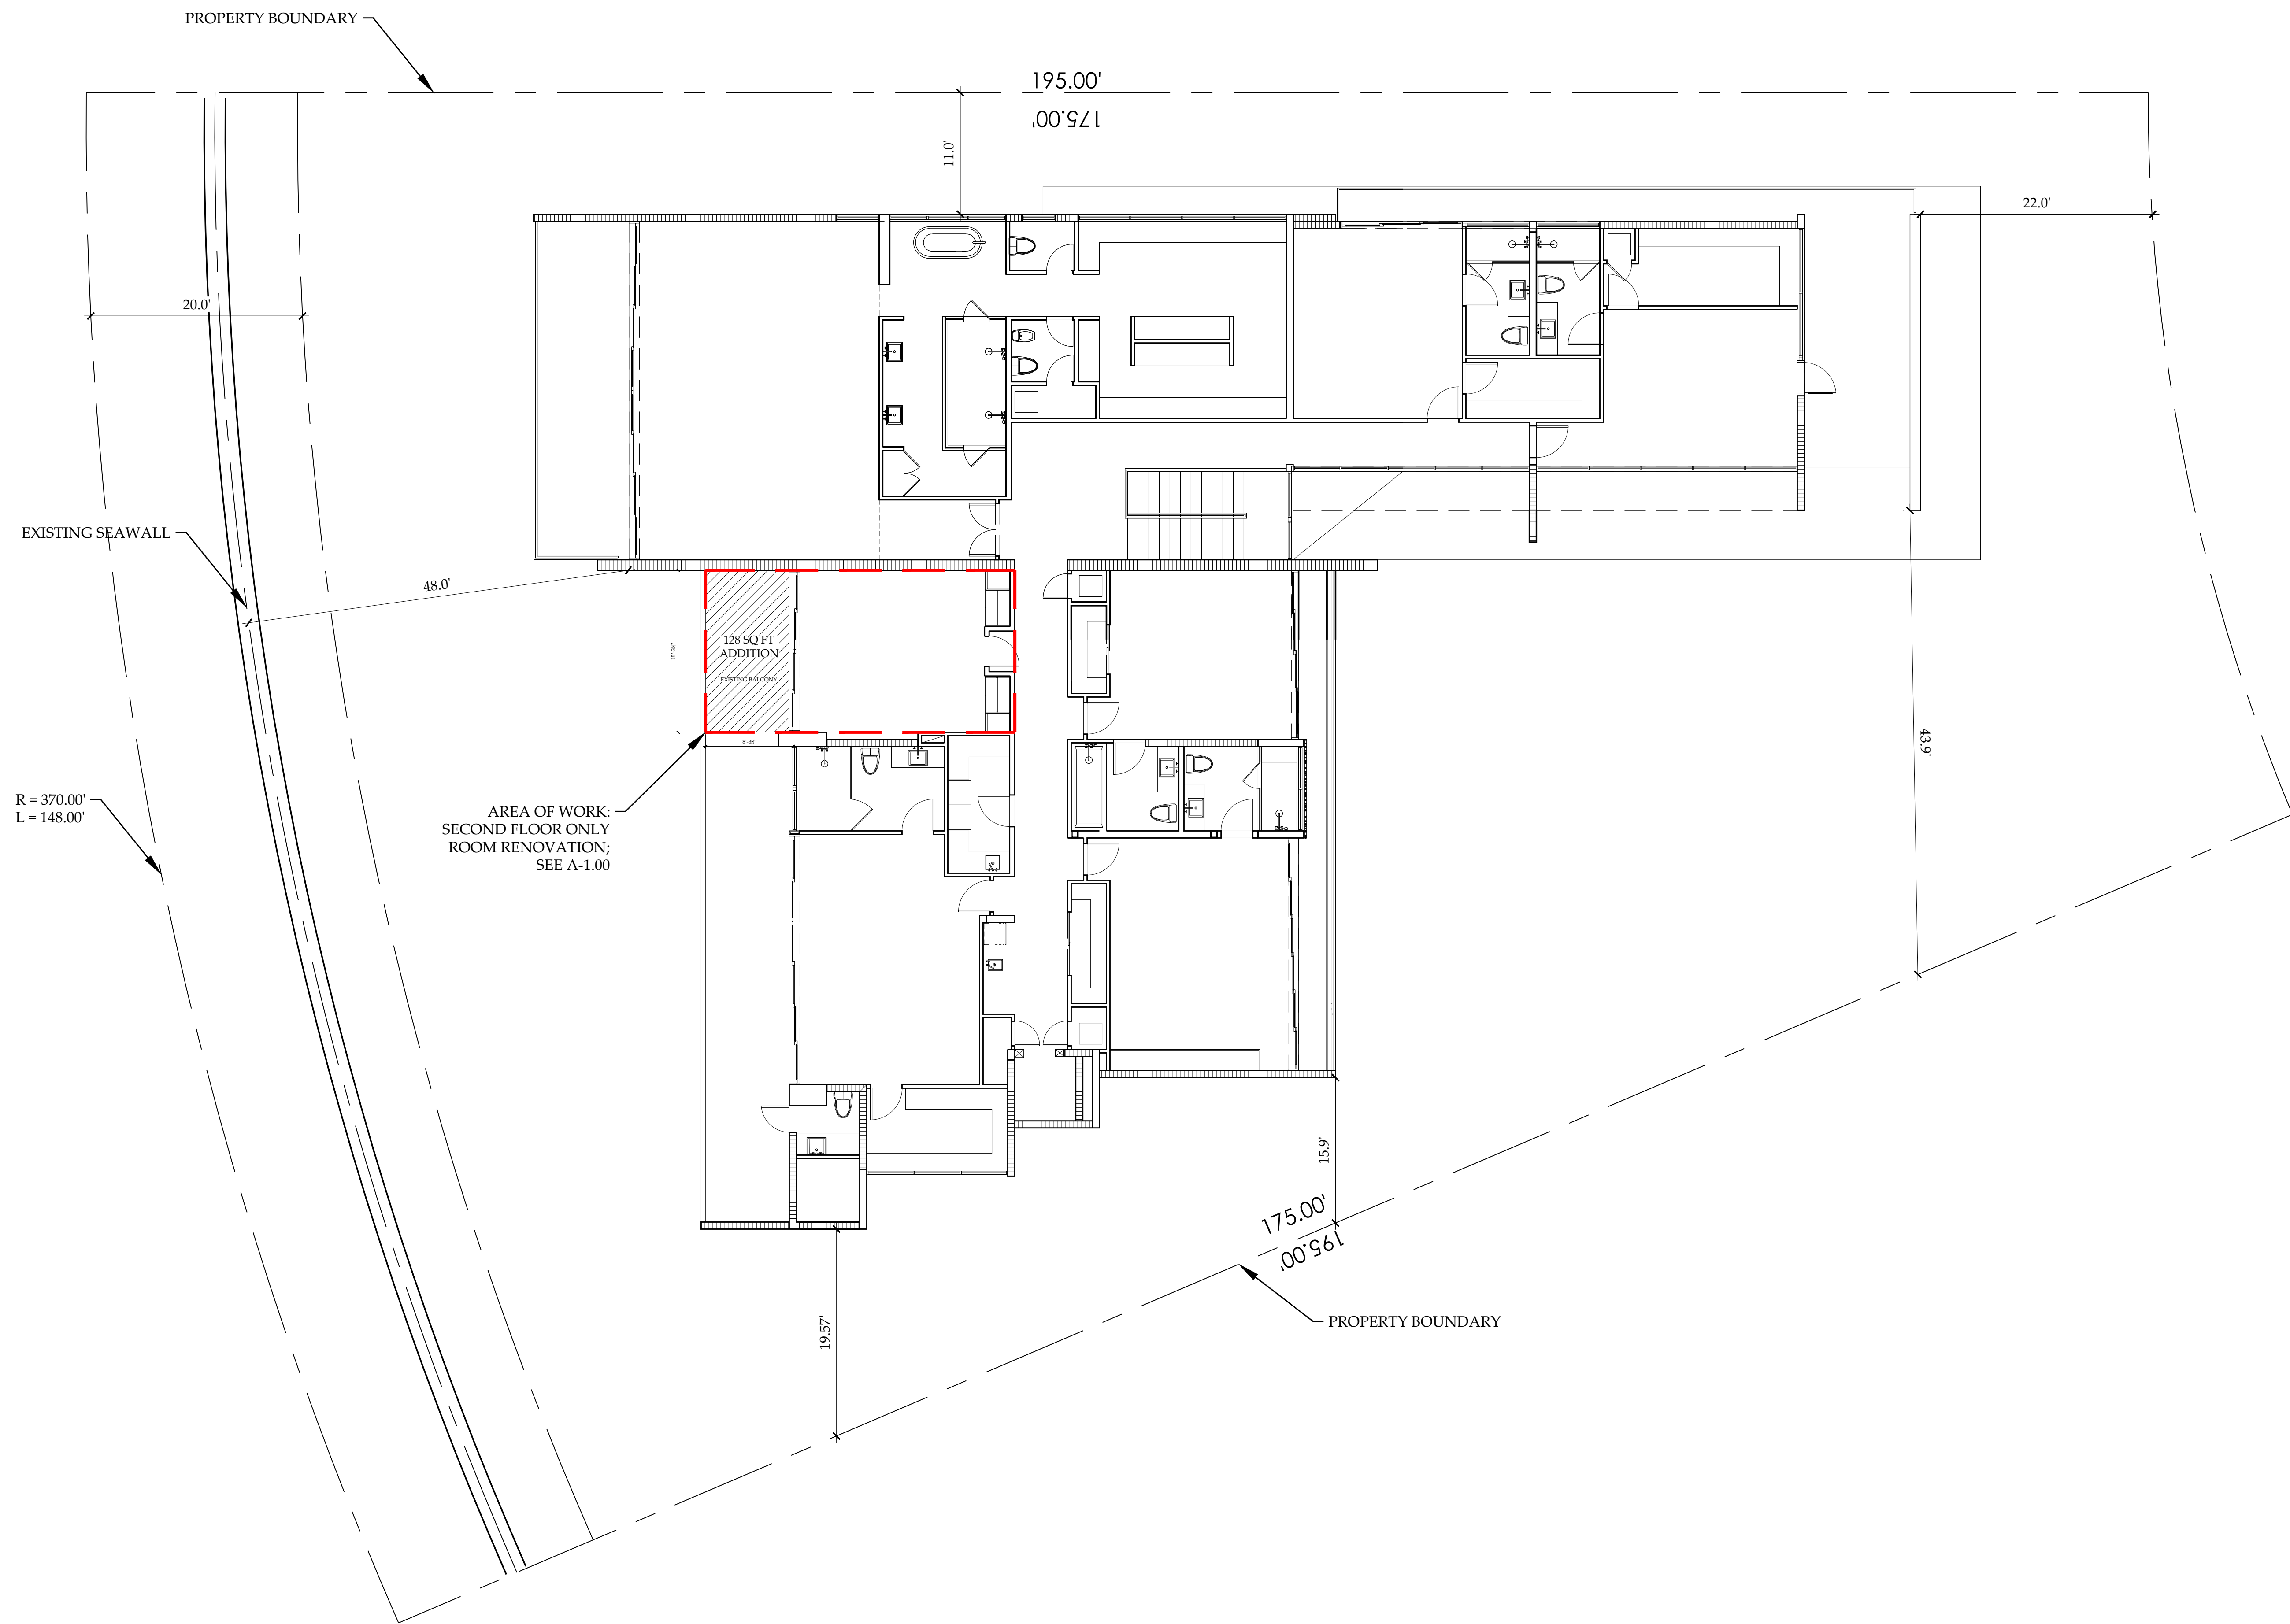 PROPERTY BOUNDARY
195.00'
175.00'
11.0'
22.0'
20.0'
EXISTING SEAWALL
48.0'
128 SQ FT
ADDITION
EXISTING BALCONY
43.9'
R = 370.00'
L = 148.00'
AREA OF WORK:
SECOND FLOOR ONLY
ROOM RENOVATION;
SEE A-1.00
15.9'
175.00'
195.00'
19.57'
PROPERTY BOUNDARY